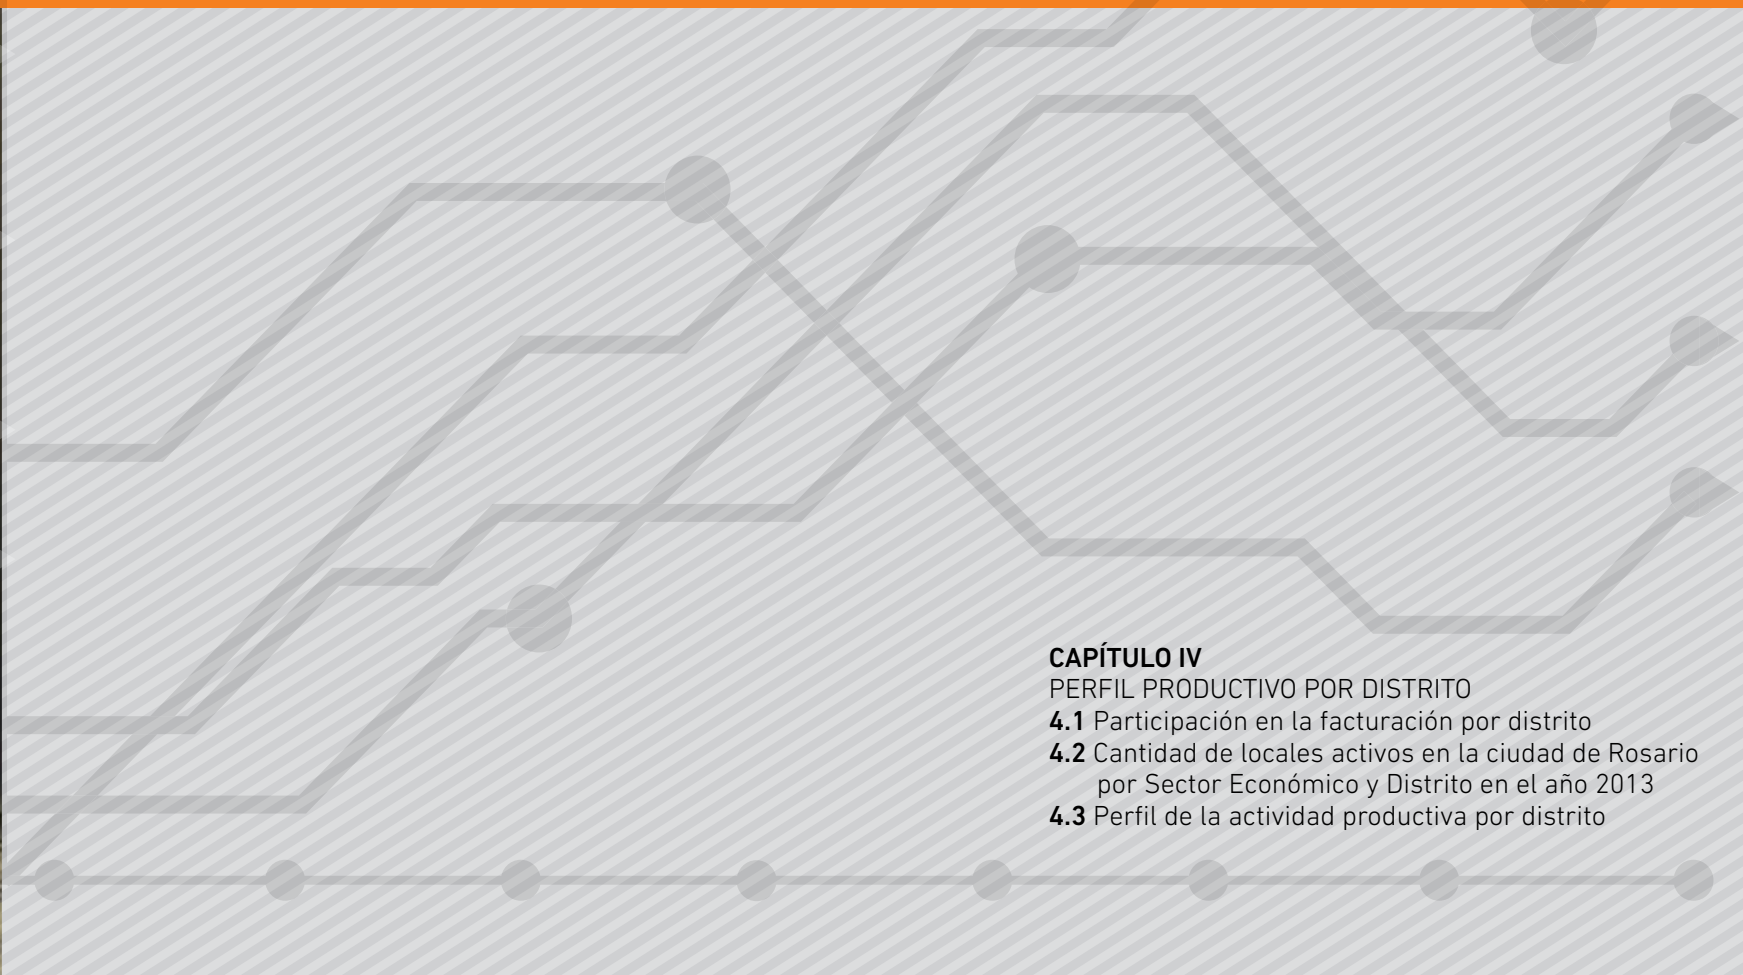 CAPÍTULO IV
PERFIL PRODUCTIVO POR DISTRITO
4.1 Participación en la facturación por distrito
4.2 Cantidad de locales activos en la ciudad de Rosario
por Sector Económico y Distrito en el año 2013
4.3 Perfil de la actividad productiva por distrito